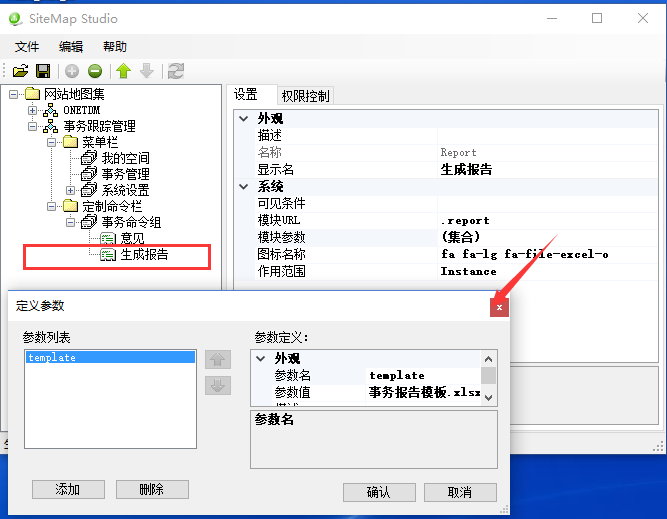 SiteMap Studio
文件 编辑 帮助
网站地图集
ONETDM
事务跟踪管理
菜单栏
我的空间
事务管理
系统设置
定制命令栏
事务命令组
意见
生成报告
设置 权限控制
外观
描述
名称 Report
显示名 生成报告
系统
可见条件
模块URL .report
模块参数 (集合)
图标名称 fa fa-lg fa-file-excel-o
作用范围 Instance
定义参数
x
参数列表
template
参数定义:
外观
参数名 template
参数值 事务报告模板.xlsx
参数名
添加 删除 确认 取消